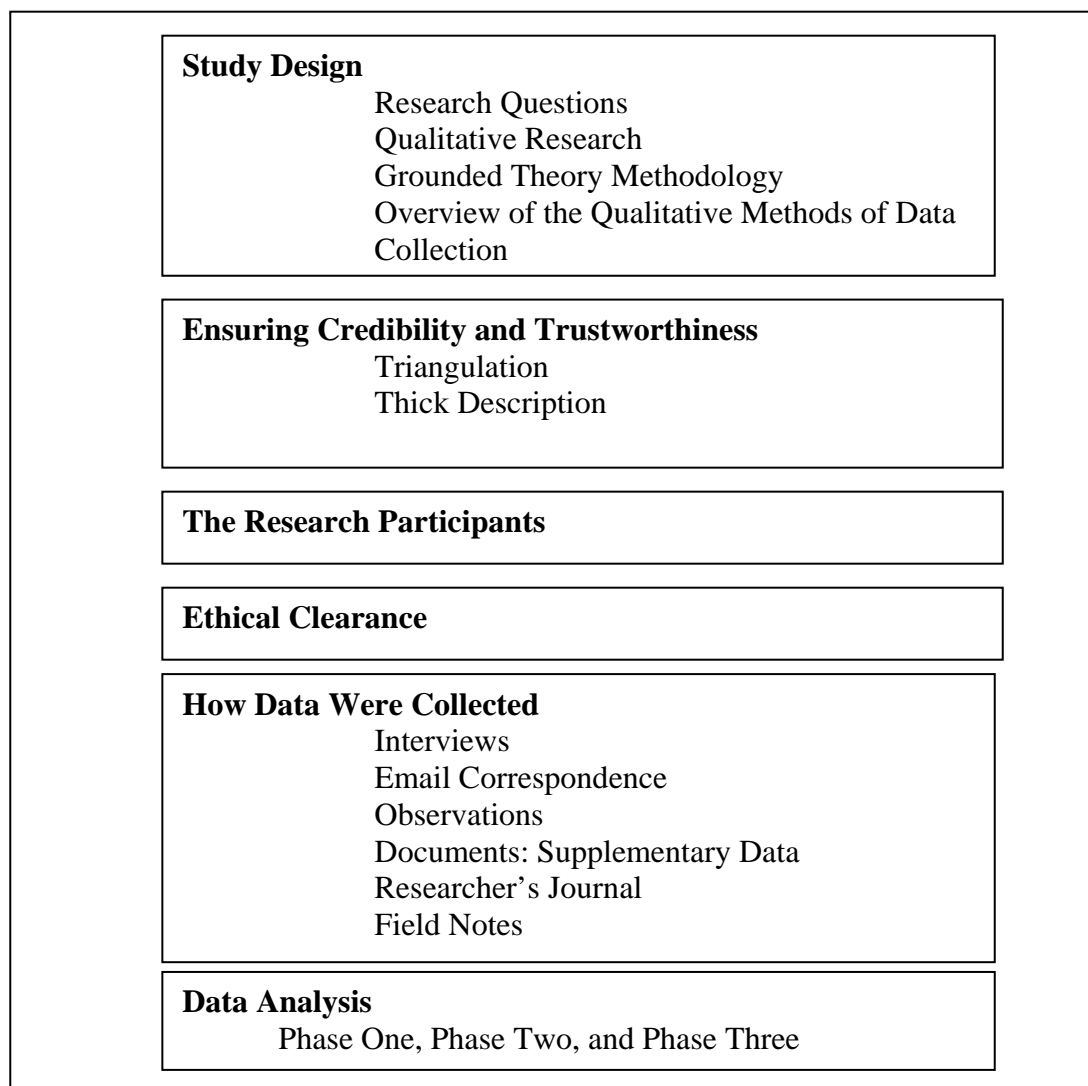 Study Design
Research Questions
Qualitative Research
Grounded Theory Methodology
Overview of the Qualitative Methods of Data
Collection
Ensuring Credibility and Trustworthiness
Triangulation
Thick Description
The Research Participants
Ethical Clearance
How Data Were Collected
Interviews
Email Correspondence
Observations
Documents: Supplementary Data
Researcher’s Journal
Field Notes
Data Analysis
Phase One, Phase Two, and Phase Three